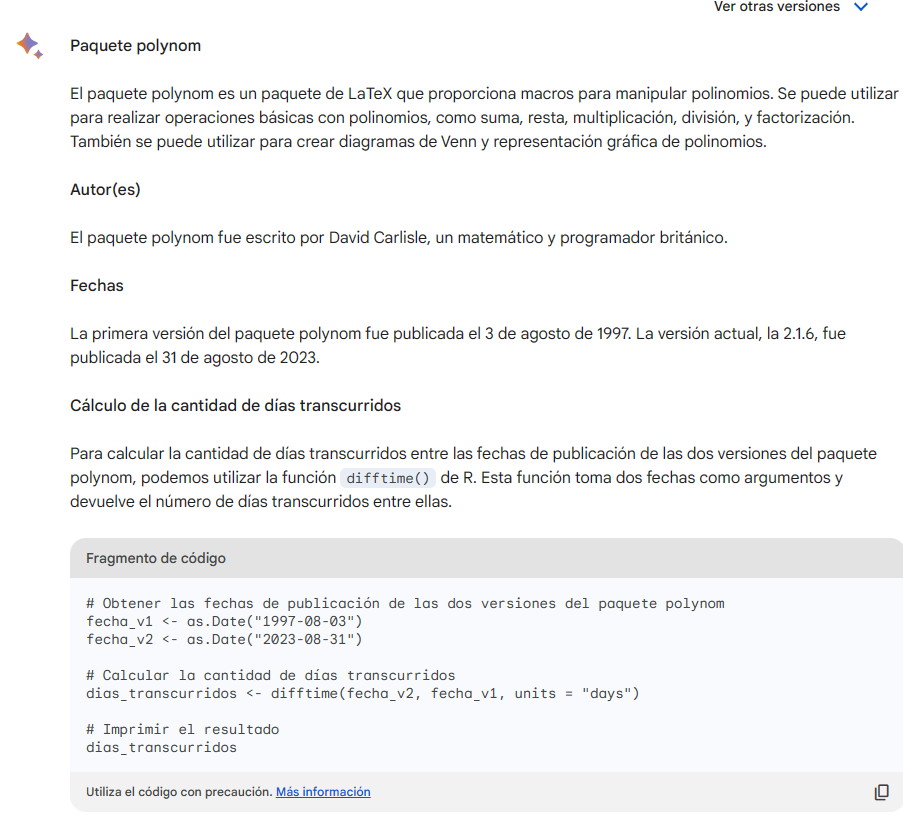 Ver otras versiones
Paquete polynom
El paquete polynom es un paquete de LaTeX que proporciona macros para manipular polinomios. Se puede utilizar
para realizar operaciones básicas con polinomios, como suma, resta, multiplicación, división, y factorización.
También se puede utilizar para crear diagramas de Venn y representación gráfica de polinomios.
Autor(es)
El paquete polynom fue escrito por David Carlisle, un matemático y programador británico.
Fechas
La primera versión del paquete polynom fue publicada el 3 de agosto de 1997. La versión actual, la 2.1.6, fue
publicada el 31 de agosto de 2023.
Cálculo de la cantidad de días transcurridos
Para calcular la cantidad de días transcurridos entre las fechas de publicación de las dos versiones del paquete
polynom, podemos utilizar la función difftime() de R. Esta función toma dos fechas como argumentos y
devuelve el número de días transcurridos entre ellas.
Fragmento de código
# Obtener las fechas de publicación de las dos versiones del paquete polynom
fecha_v1 <- as.Date("1997-08-03")
fecha_v2 <- as.Date("2023-08-31")
# Calcular la cantidad de días transcurridos
dias_transcurridos <- difftime(fecha_v2, fecha_v1, units = "days")
# Imprimir el resultado
dias_transcurridos
Utiliza el código con precaución. Más información